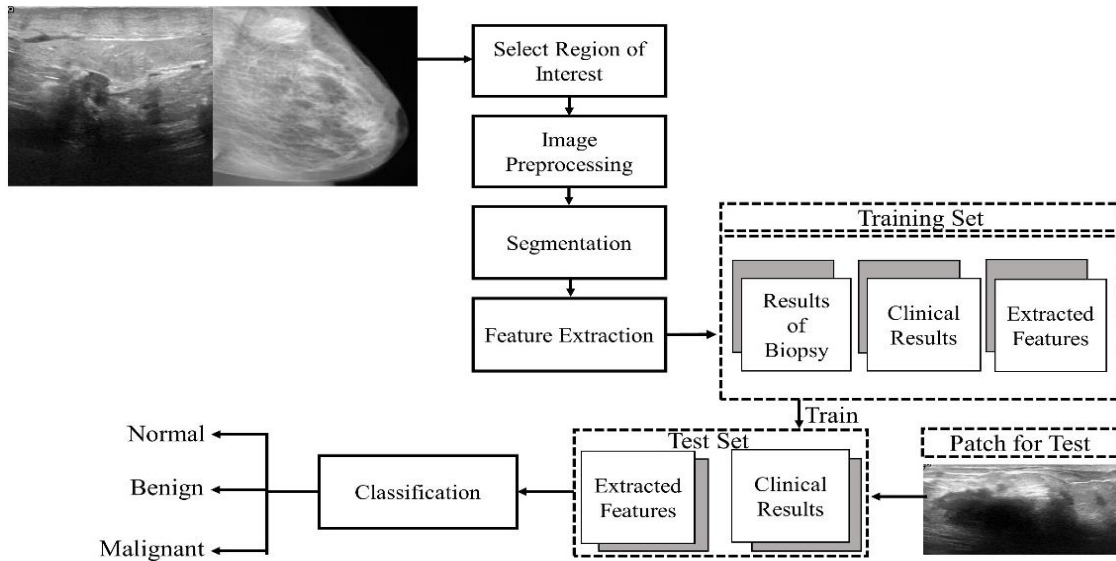 Select Region of
Interest
Image
Preprocessing
Segmentation
Feature Extraction
Training Set
Results
of
Biopsy
Clinical
Results
Extracted
Features
Train
Test Set
Extracted
Features
Clinical
Results
Patch for Test
Classification
Normal
Benign
Malignant